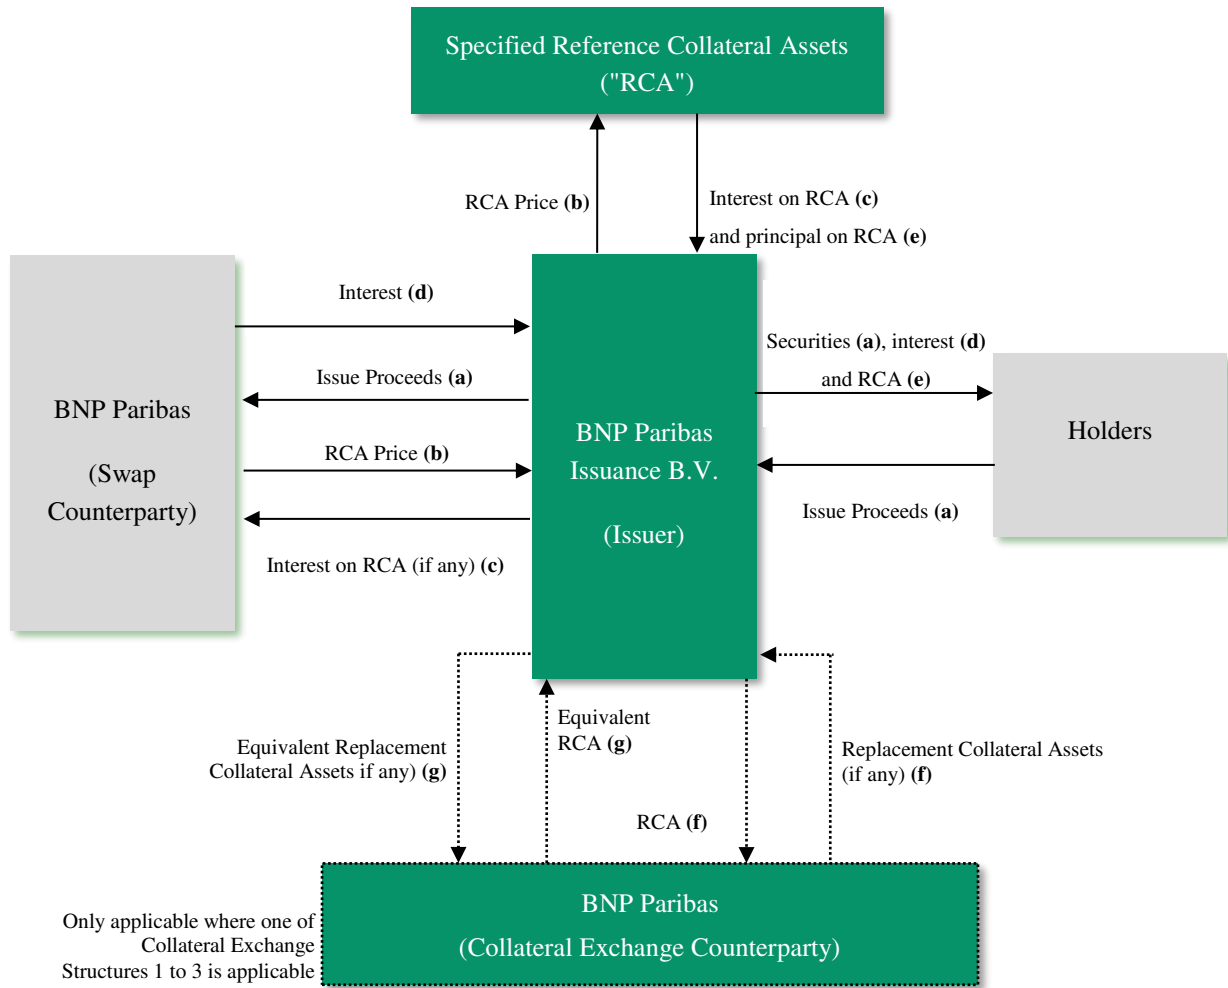 Specified Reference Collateral Assets
("RCA")
RCA Price (b)
Interest on RCA (c)
and principal on RCA (e)
Interest (d)
Issue Proceeds (a)
RCA Price (b)
Interest on RCA (if any) (c)
BNP Paribas
(Swap
Counterparty)
BNP Paribas
Issuance B.V.
(Issuer)
Securities (a), interest (d)
and RCA (e)
Issue Proceeds (a)
Holders
Equivalent Replacement
Collateral Assets if any) (g)
Equivalent
RCA (g)
RCA (f)
Replacement Collateral Assets
(if any) (f)
BNP Paribas
(Collateral Exchange Counterparty)
Only applicable where one of
Collateral Exchange
Structures 1 to 3 is applicable